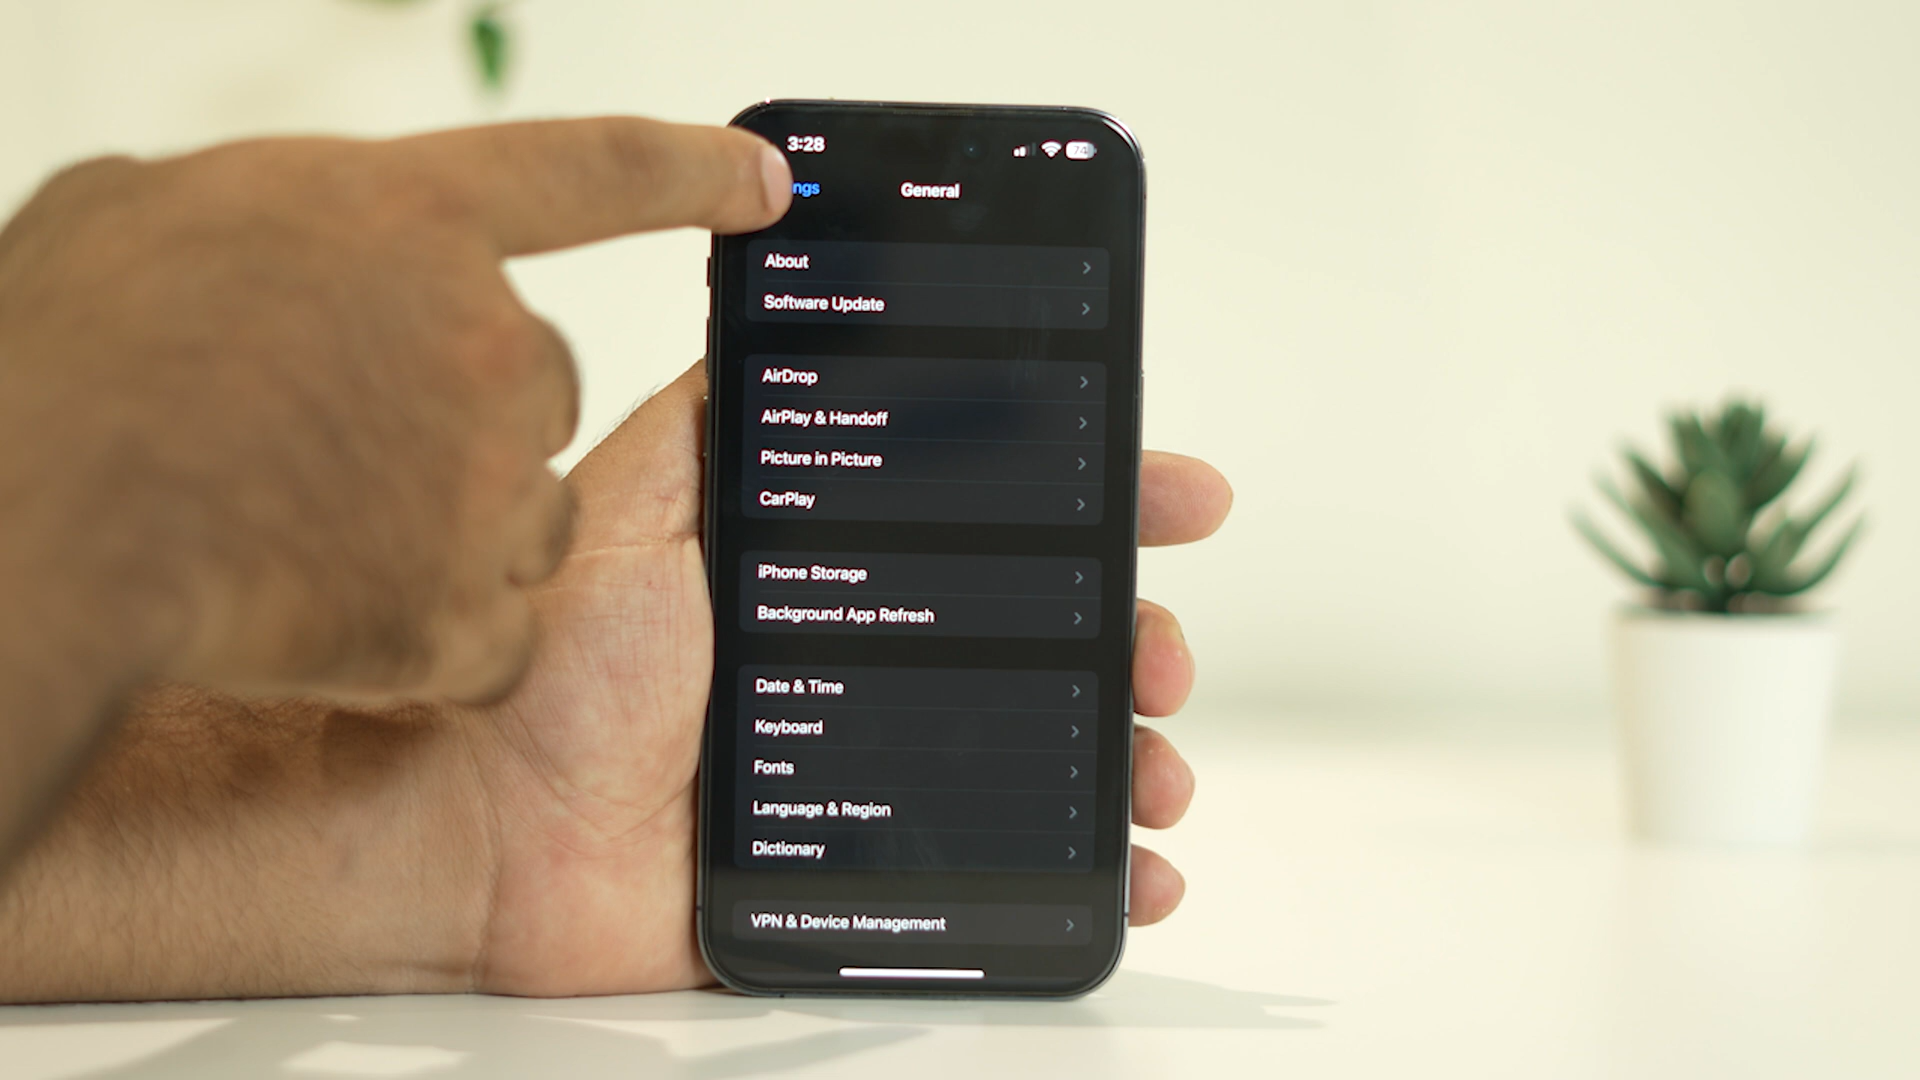 3:28
74
ngs
General
About
Software Update
AirDrop
AirPlay & Handoff
Picture in Picture
CarPlay
iPhone Storage
Background App Refresh
Date & Time
Keyboard
Fonts
Language & Region
Dictionary
VPN & Device Management